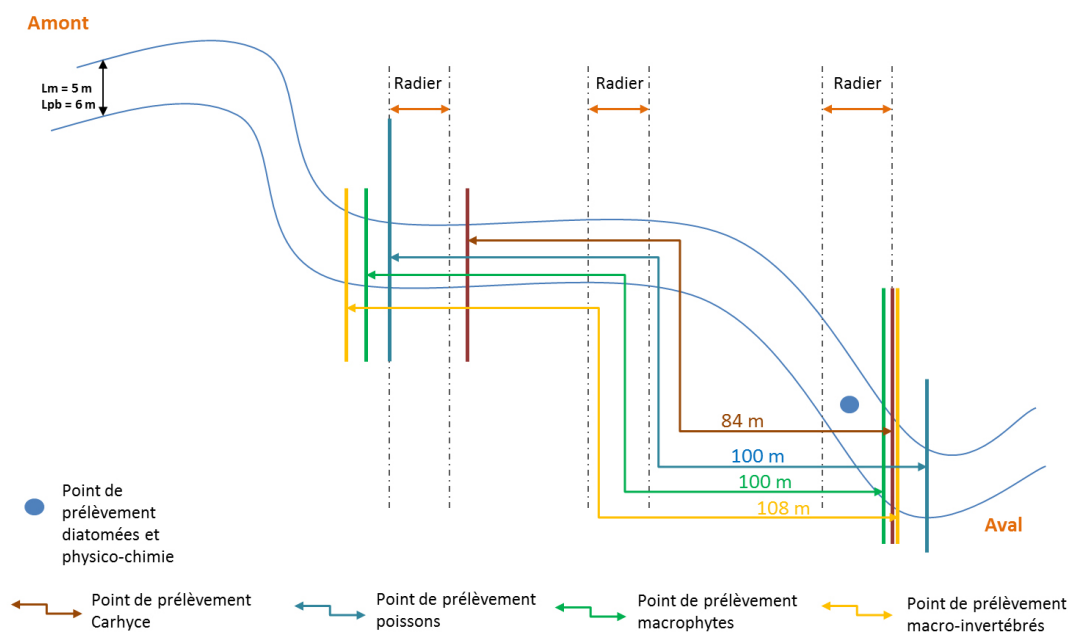 Amont
Lm = 5 m
Lpb = 6 m
Radier
Radier
Radier
84 m
100 m
100 m
108 m
Aval
Point de
prélèvement
diatomées et
physico-chimie
Point de prélèvement
Carhyce
Point de prélèvement
poissons
Point de prélèvement
macrophytes
Point de prélèvement
macro-invertébrés